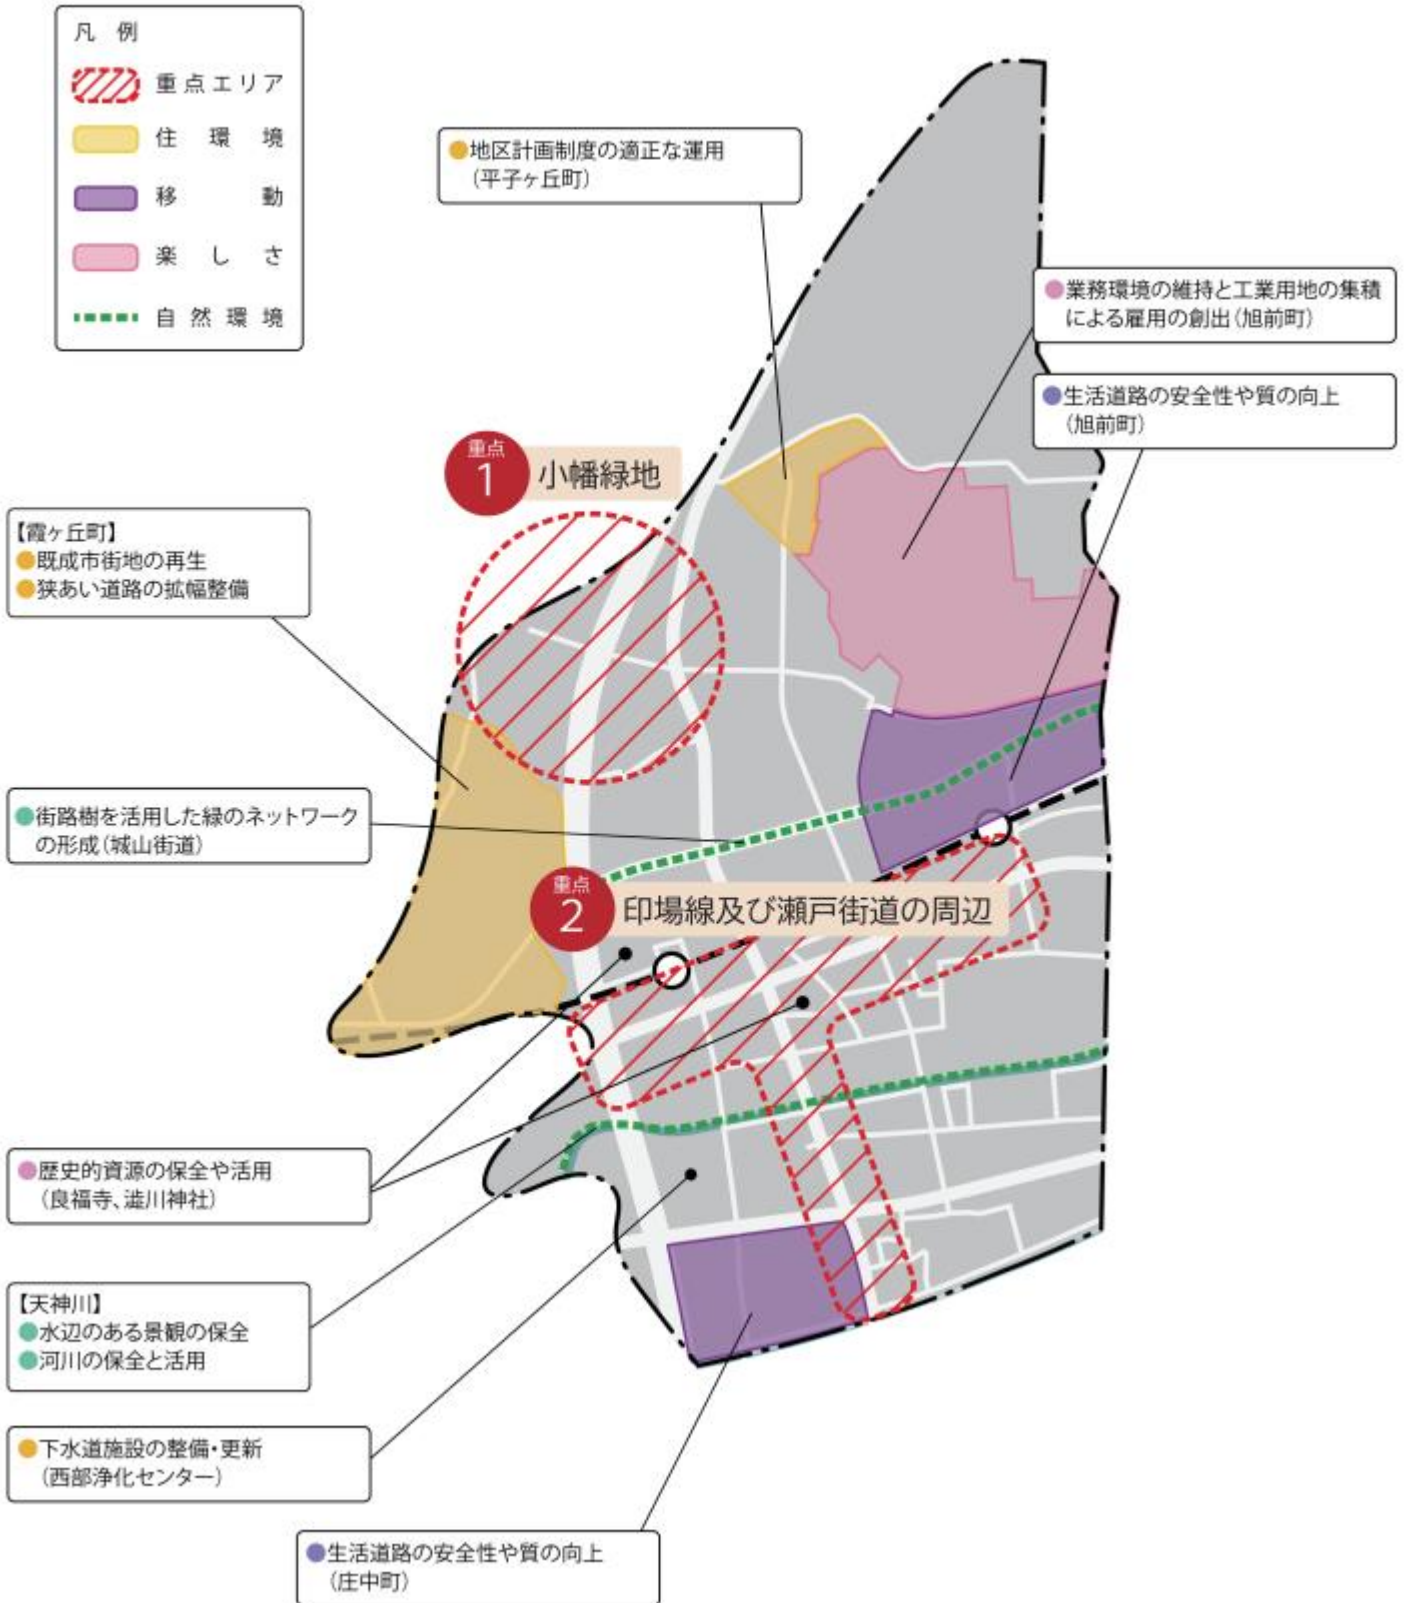 凡例
重点エリア
住環境
移動
楽しさ
自然環境
●地区計画制度の適正な運用
（平子ヶ丘町）
●業務環境の維持と工業用地の集積
による雇用の創出（旭前町）
●生活道路の安全性や質の向上
（旭前町）
重点
1
小幡緑地
【霞ヶ丘町】
●既成市街地の再生
●狭あい道路の拡幅整備
●街路樹を活用した緑のネットワーク
の形成（城山街道）
重点
2
印場線及び瀬戸街道の周辺
●歴史的資源の保全や活用
（良福寺、澁川神社）
【天神川】
●水辺のある景観の保全
●河川の保全と活用
●下水道施設の整備・更新
（西部浄化センター）
●生活道路の安全性や質の向上
（庄中町）